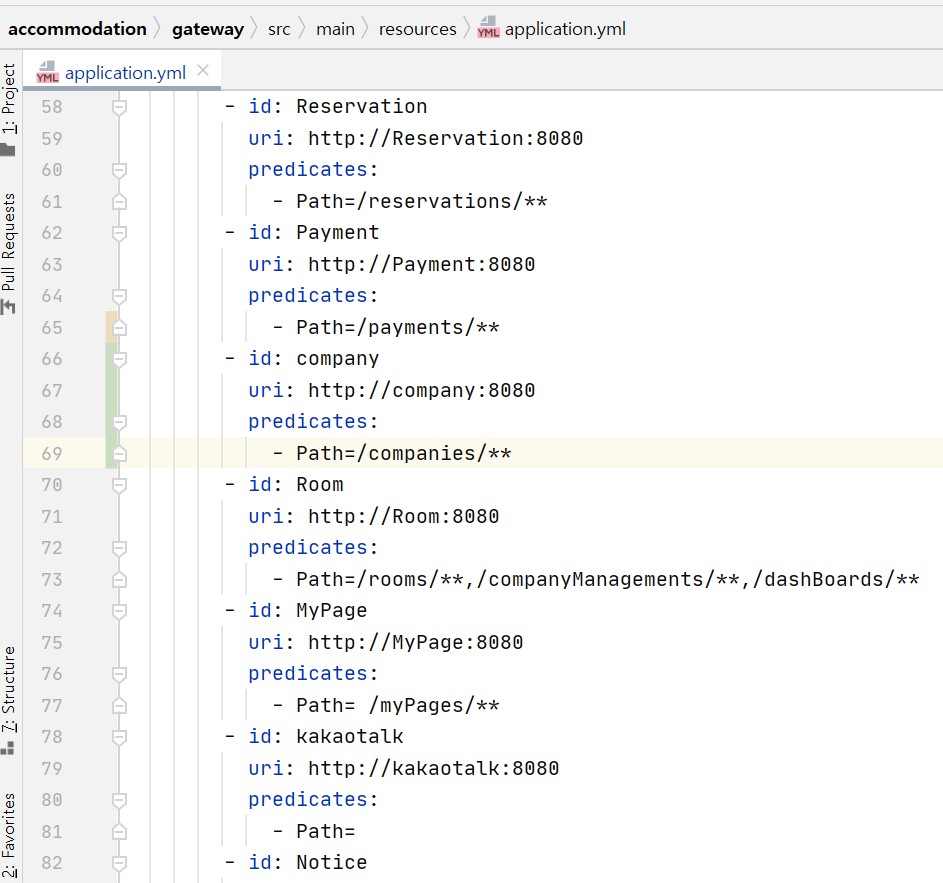 accommodation gateway src main resources YML application.yml
YML application.yml
1: Project
Pull Requests
7: Structure
2: Favorites
58 - id: Reservation
59 uri: http://Reservation:8080
60 predicates:
61 - Path=/reservations/**
62 - id: Payment
63 uri: http://Payment:8080
64 predicates:
65 - Path=/payments/**
66 - id: company
67 uri: http://company:8080
68 predicates:
69 - Path=/companies/**
70 - id: Room
71 uri: http://Room:8080
72 predicates:
73 - Path=/rooms/**,/companyManagements/**,/dashBoards/**
74 - id: MyPage
75 uri: http://MyPage:8080
76 predicates:
77 - Path= /myPages/**
78 - id: kakaotalk
79 uri: http://kakaotalk:8080
80 predicates:
81 - Path=
82 - id: Notice